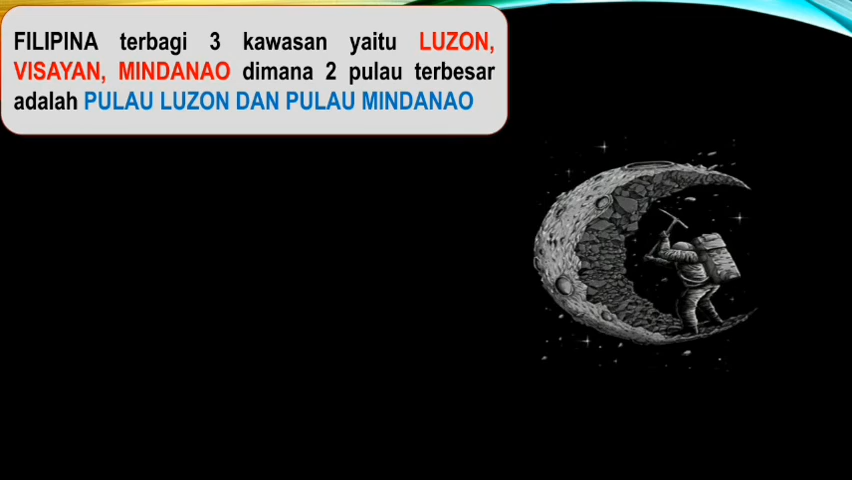 FILIPINA terbagi 3 kawasan yaitu LUZON,
VISAYAN, MINDANAO dimana 2 pulau terbesar
adalah PULAU LUZON DAN PULAU MINDANAO